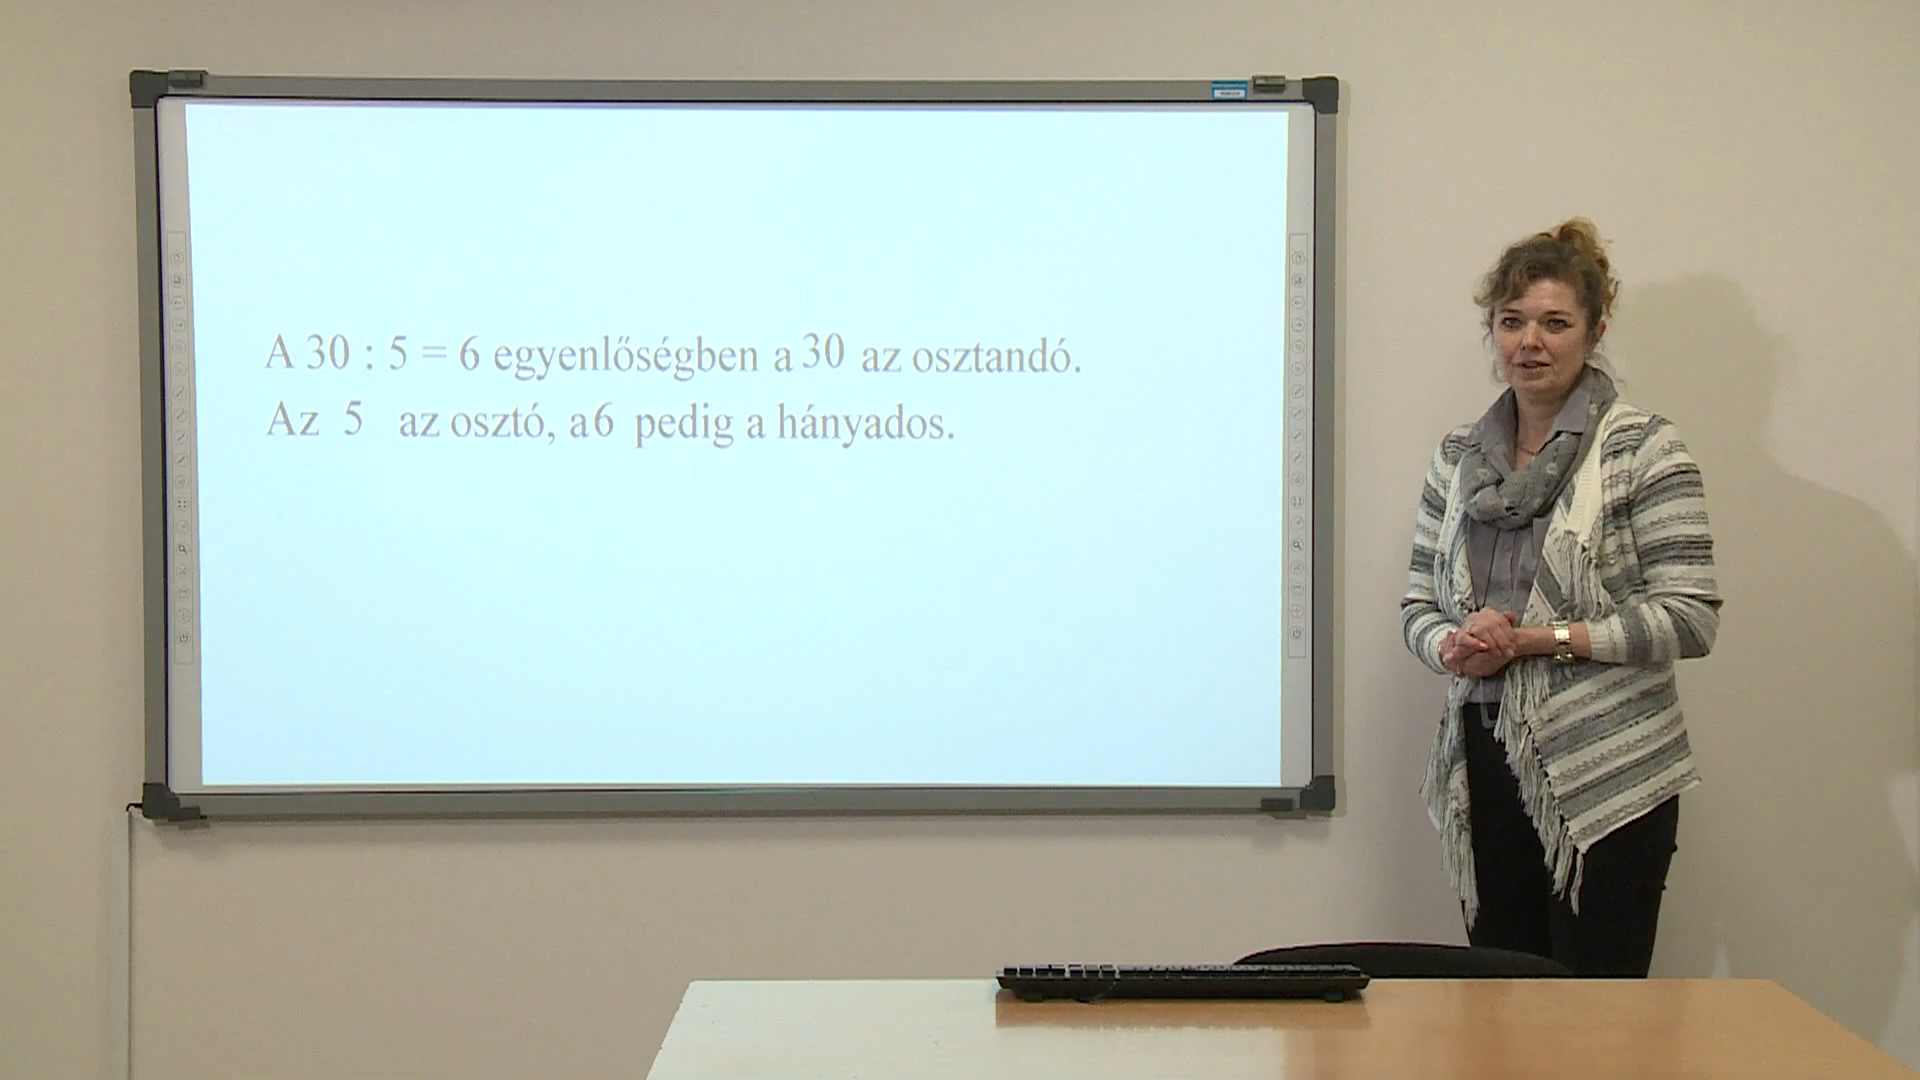 A 30 : 5 = 6 egyenlőségben a 30 az osztandó.
Az 5 az osztó, a 6 pedig a hányados.